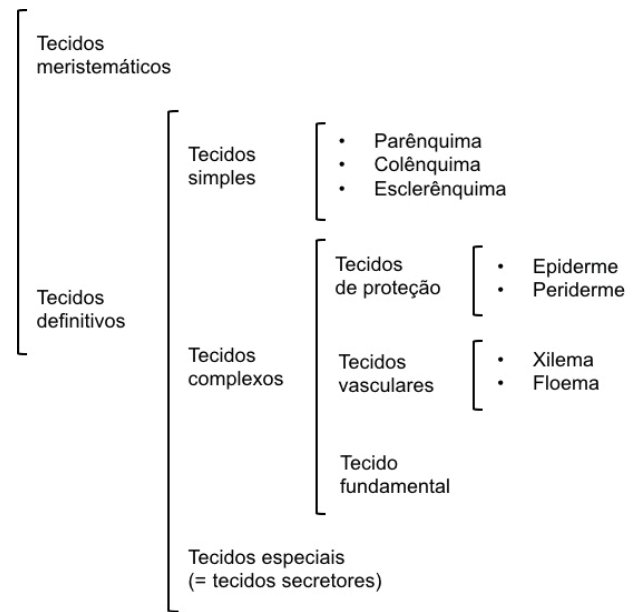 Tecidos
meristemáticos
Tecidos
definitivos
Tecidos
simples
• Parênquima
• Colênquima
• Esclerênquima
Tecidos
complexos
Tecidos
de proteção
• Epiderme
• Periderme
Tecidos
vasculares
• Xilema
• Floema
Tecido
fundamental
Tecidos especiais
(= tecidos secretores)